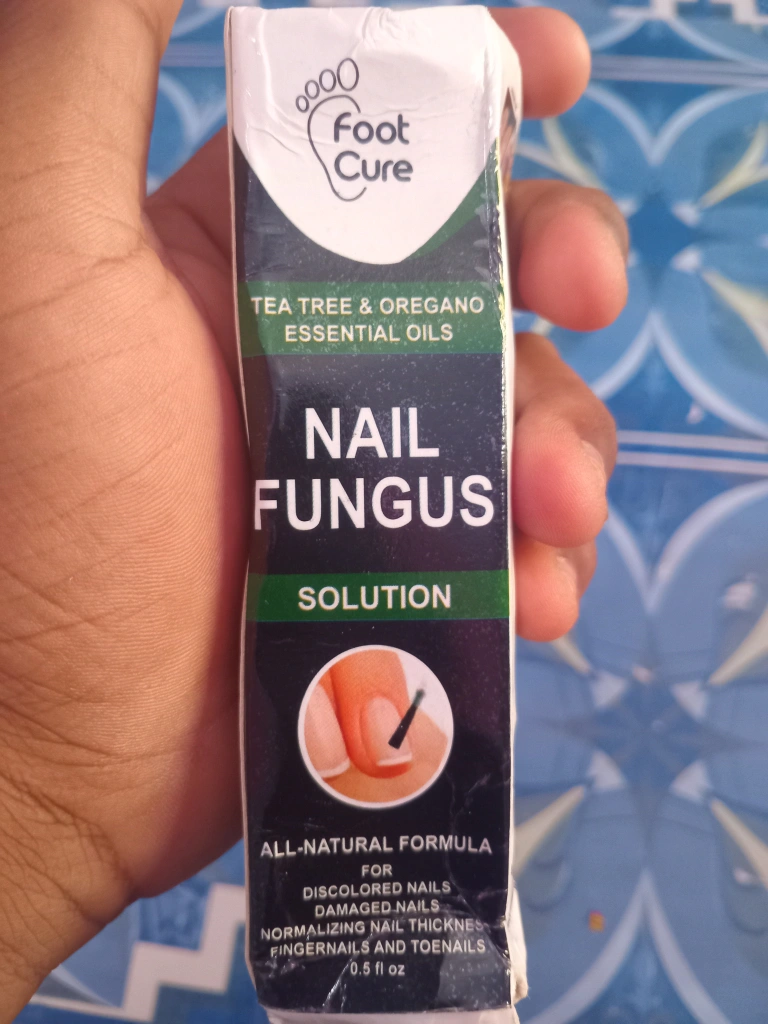 Foot
Cure
TEA TREE & OREGANO
ESSENTIAL OILS
NAIL
FUNGUS
SOLUTION
ALL-NATURAL FORMULA
FOR
DISCOLORED NAILS
DAMAGED NAILS
NORMALIZING NAIL THICKNES
FINGERNAILS AND TOENAILS
0.5 fl oz